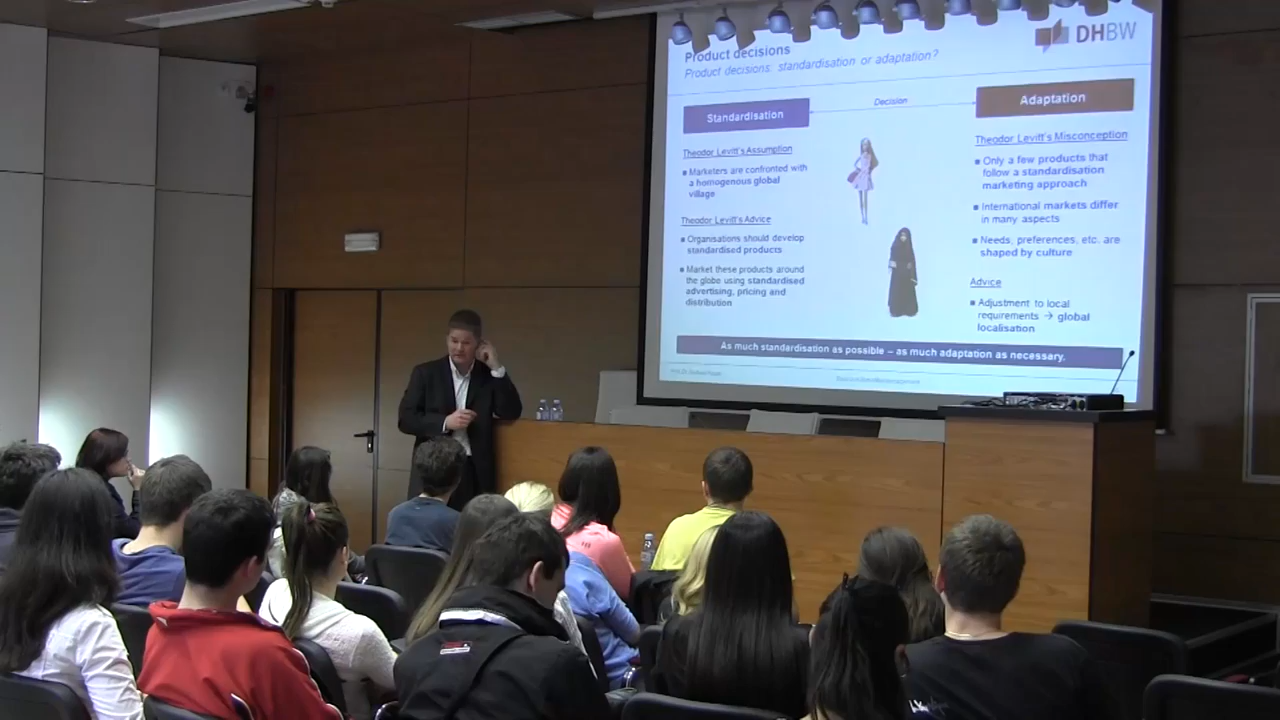 DHBW
Product decisions
Product decisions: standardisation or adaptation?
Standardisation
Decision
Adaptation
Theodor Levitt's Assumption
Marketers are confronted with
a homogenous global
village
Theodor Levitt's Advice
Organisations should develop
standardised products
Market these products around
the globe using standardised
advertising, pricing and
distribution
Theodor Levitt's Misconception
Only a few products that
follow a standardisation
marketing approach
International markets differ
in many aspects
Needs, preferences, etc. are
shaped by culture
Advice
Adjustment to local
requirements → global
localisation
As much standardisation as possible – as much adaptation as necessary.
Prof. Dr.